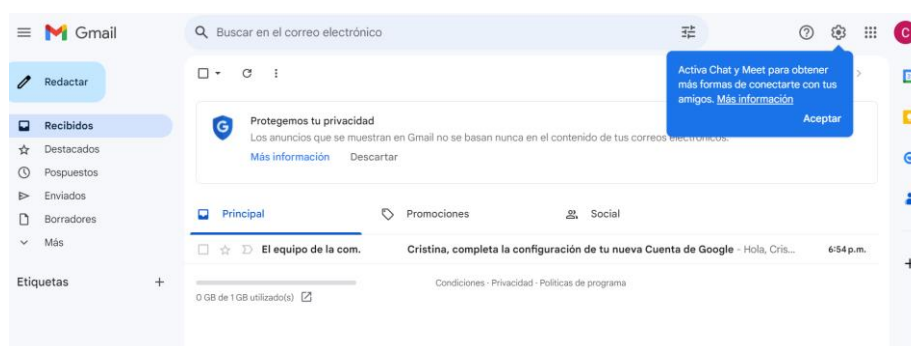 Gmail
Buscar en el correo electrónico
C
Redactar
Activa Chat y Meet para obtener
más formas de conectarte con tus
amigos. Más información
Aceptar
Protegemos tu privacidad
Los anuncios que se muestran en Gmail no se basan nunca en el contenido de tus correos electrónicos.
Más información Descartar
Recibidos
Destacados
Pospuestos
Enviados
Borradores
Más
Principal Promociones Social
El equipo de la com. Cristina, completa la configuración de tu nueva Cuenta de Google - Hola, Cris... 6:54 p.m.
Etiquetas +
0 GB de 1 GB utilizado(s)
Condiciones · Privacidad · Políticas de programa